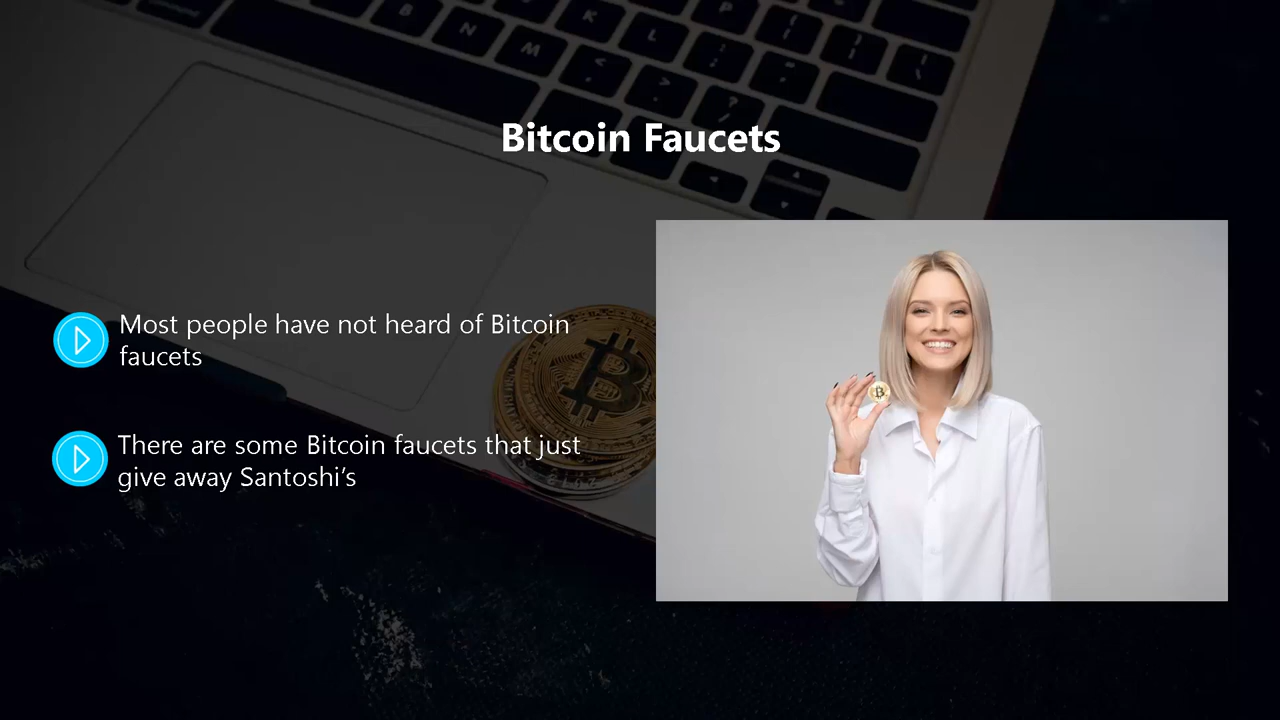 Bitcoin Faucets
Most people have not heard of Bitcoin
faucets
There are some Bitcoin faucets that just
give away Santoshi’s